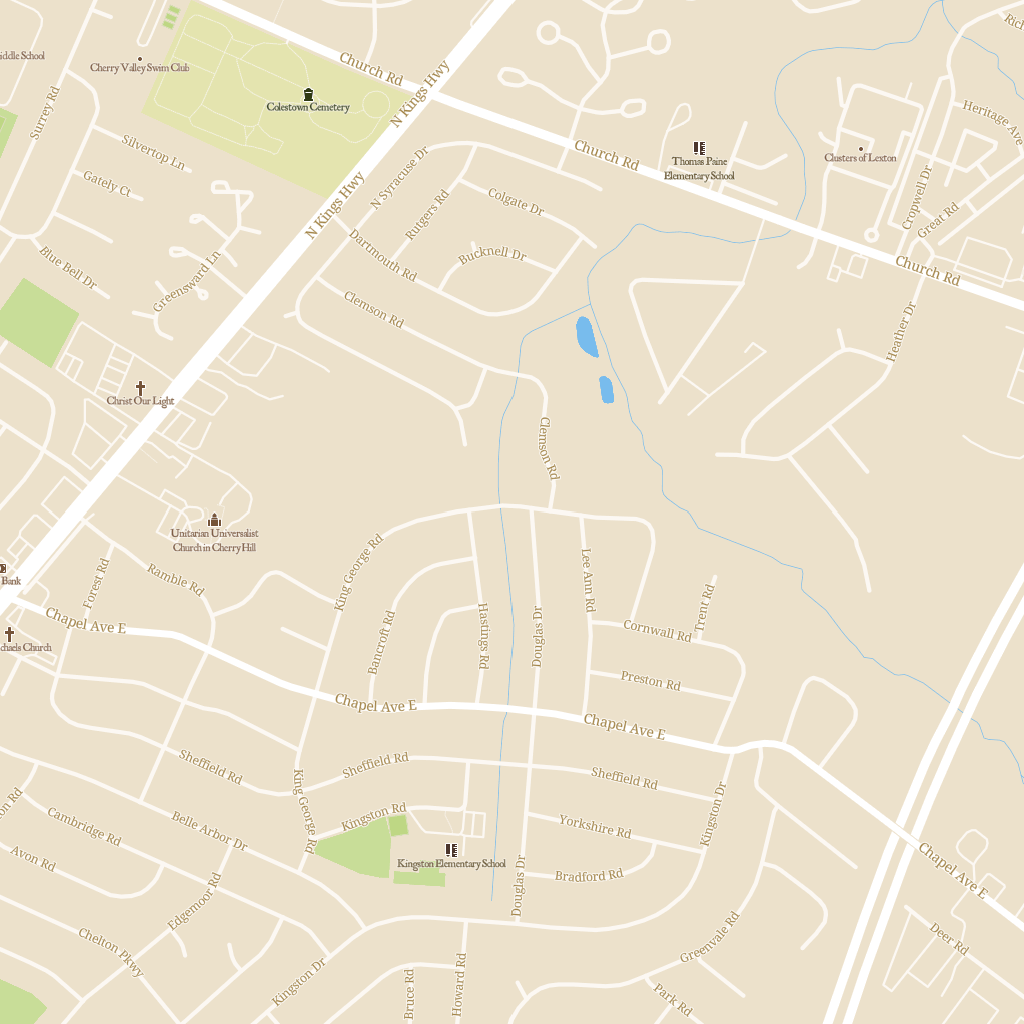 Church Rd
N Kings Hwy
iddle School
Cherry Valley Swim Club
Surrey Rd
Colestown Cemetery
Heritage Ave
Silvertop Ln
N Syracuse Dr
Church Rd
Thomas Paine
Elementary School
Clusters of Lexton
Gately Ct
N Kings Hwy
Rutgers Rd
Colgate Dr
Cropwell Dr
Great Rd
Blue Bell Dr
Greensward Ln
Dartmouth Rd
Bucknell Dr
Church Rd
Clemson Rd
Heather Dr
Christ Our Light
Clemson Rd
Unitarian Universalist
Church in Cherry Hill
Bank
Forest Rd
Ramble Rd
King George Rd
Lee Ann Rd
Chapel Ave E
Bancroft Rd
Hastings Rd
Douglas Dr
Cornwall Rd
Trent Rd
chaels Church
Preston Rd
Chapel Ave E
Chapel Ave E
Sheffield Rd
Sheffield Rd
Sheffield Rd
on Rd
Cambridge Rd
Belle Arbor Dr
King George Rd
Kingston Rd
Yorkshire Rd
Kingston Dr
Avon Rd
Kingston Elementary School
Bradford Rd
Chapel Ave E
Edgemoor Rd
Douglas Dr
Chelton Pkwy
Greenvale Rd
Deer Rd
Kingston Dr
Bruce Rd
Howard Rd
Park Rd